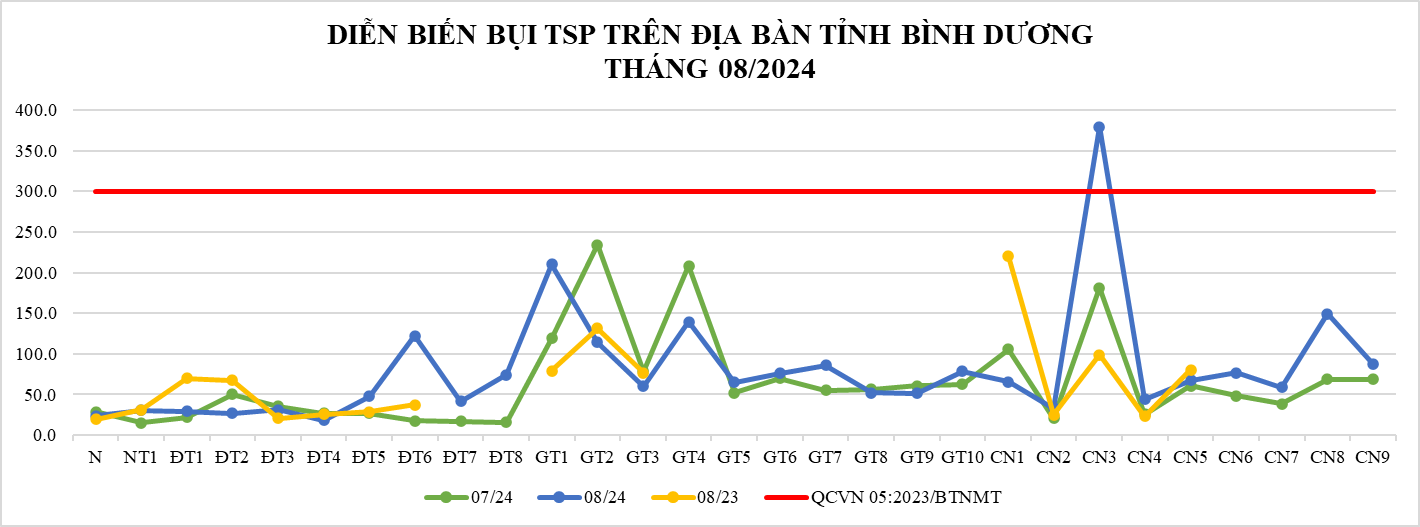 DIỄN BIẾN BỤI TSP TRÊN ĐỊA BÀN TỈNH BÌNH DƯƠNG
THÁNG 08/2024
400.0
350.0
300.0
250.0
200.0
150.0
100.0
50.0
0.0
N NT1 ĐT1 ĐT2 ĐT3 ĐT4 ĐT5 ĐT6 ĐT7 ĐT8 GT1 GT2 GT3 GT4 GT5 GT6 GT7 GT8 GT9 GT10 CN1 CN2 CN3 CN4 CN5 CN6 CN7 CN8 CN9
07/24 08/24 08/23 QCVN 05:2023/BTNMT